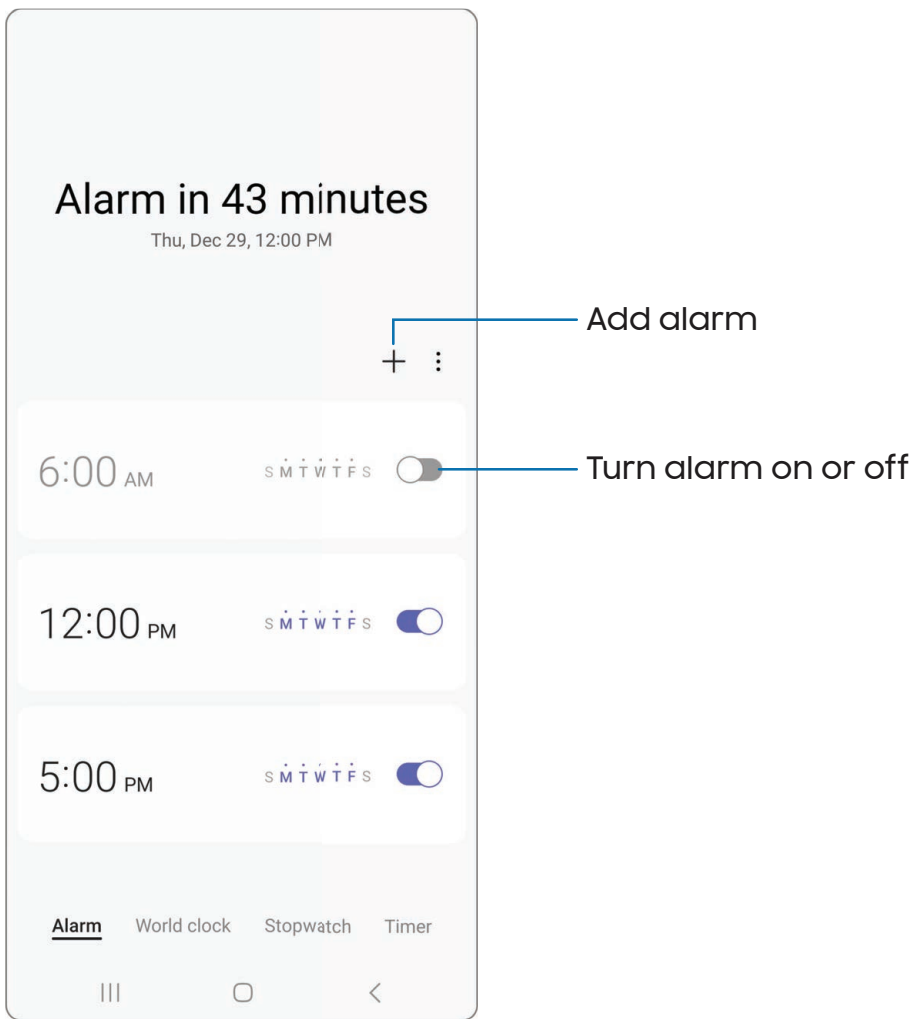 Alarm in 43 minutes
Thu, Dec 29, 12:00 PM
Add alarm
6:00 AM S M T W T F S
Turn alarm on or off
12:00 PM S M T W T F S
5:00 PM S M T W T F S
Alarm World clock Stopwatch Timer